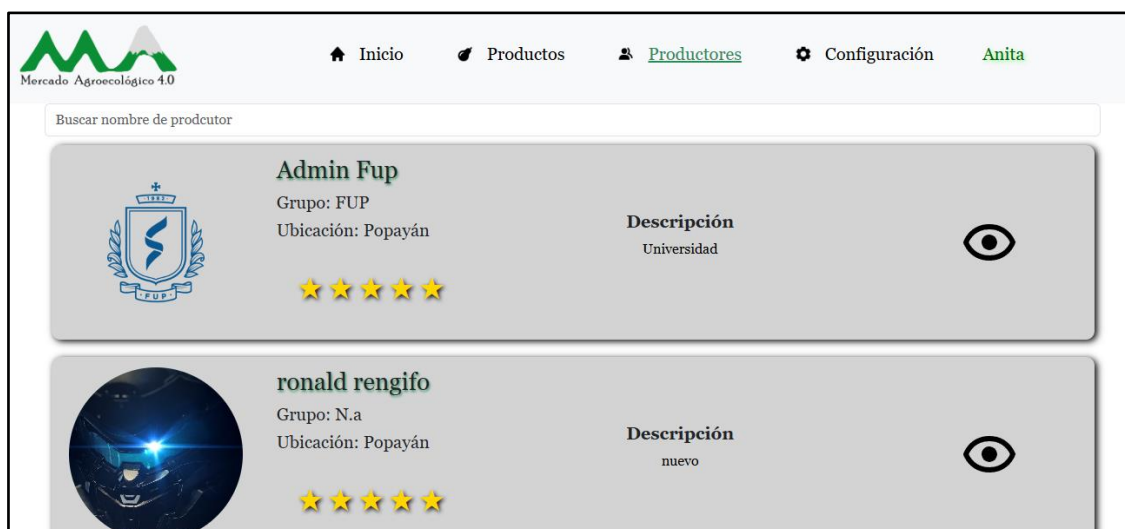 Mercado Agroecológico 4.0
Inicio
Productos
Productores
Configuración
Anita
Buscar nombre de prodcutor
Admin Fup
Grupo: FUP
Ubicación: Popayán
Descripción
Universidad
1982
·FUP·
ronald rengifo
Grupo: N.a
Ubicación: Popayán
Descripción
nuevo